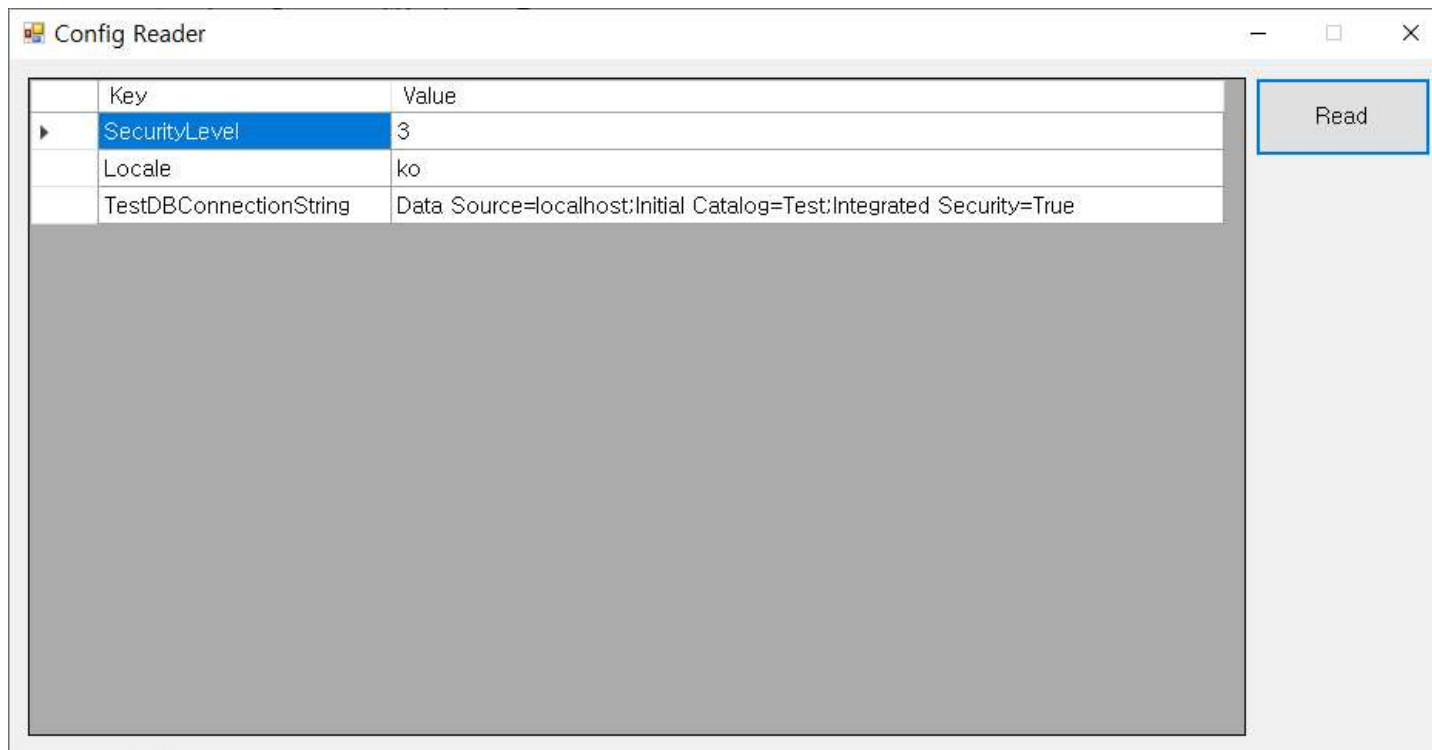 Config Reader
Key Value
Read
SecurityLevel 3
Locale ko
TestDBConnectionString Data Source=localhost;Initial Catalog=Test;Integrated Security=True